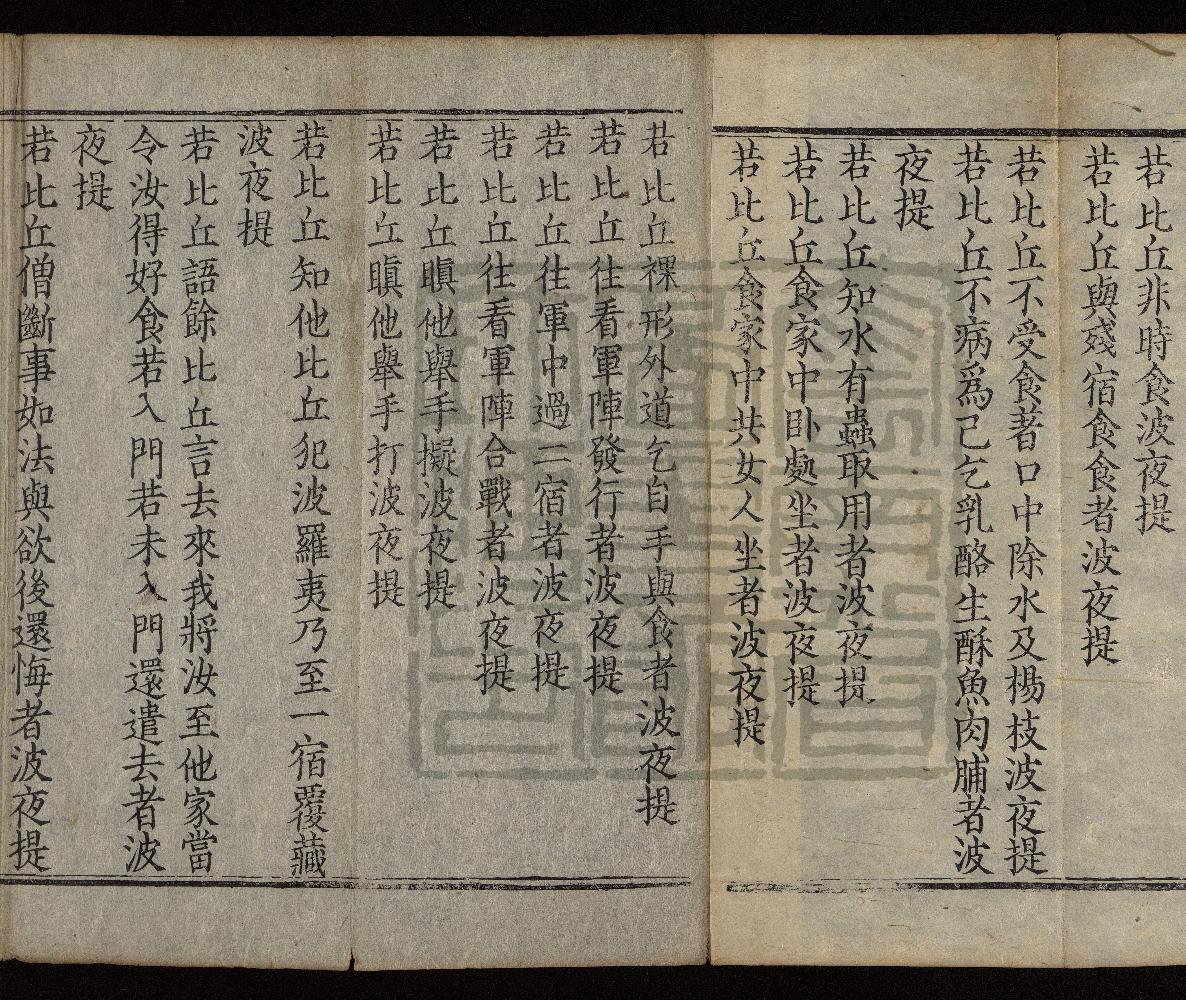 若比丘非時食波夜提
若比丘與殘宿食食者波夜提
若比丘不受食著口中除水及楊枝波夜提
若比丘不病爲己乞乳酪生酥魚肉脯者波
夜提
若比丘知水有蟲取用者波夜提
若比丘食家中卧處坐者波夜提
若比丘食家中共女人坐者波夜提
若比丘裸形外道乞自手與食者波夜提
若比丘往看軍陣發行者波夜提
若比丘往軍中過二宿者波夜提
若比丘往看軍陣合戰者波夜提
若比丘瞋他舉手擬波夜提
若比丘瞋他舉手打波夜提
若比丘知他比丘犯波羅夷乃至一宿覆藏
波夜提
若比丘語餘比丘言去來我將汝至他家當
令汝得好食若入門若未入門還遣去者波
夜提
若比丘僧斷事如法與欲後還悔者波夜提